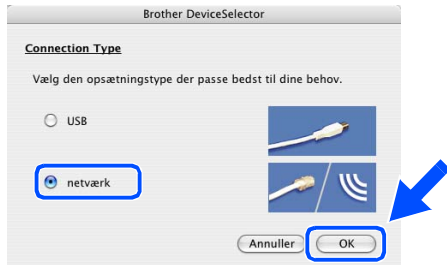 Brother DeviceSelector
Connection Type
Vælg den opsætningstype der passe bedst til dine behov.
USB
netværk
Annuller OK